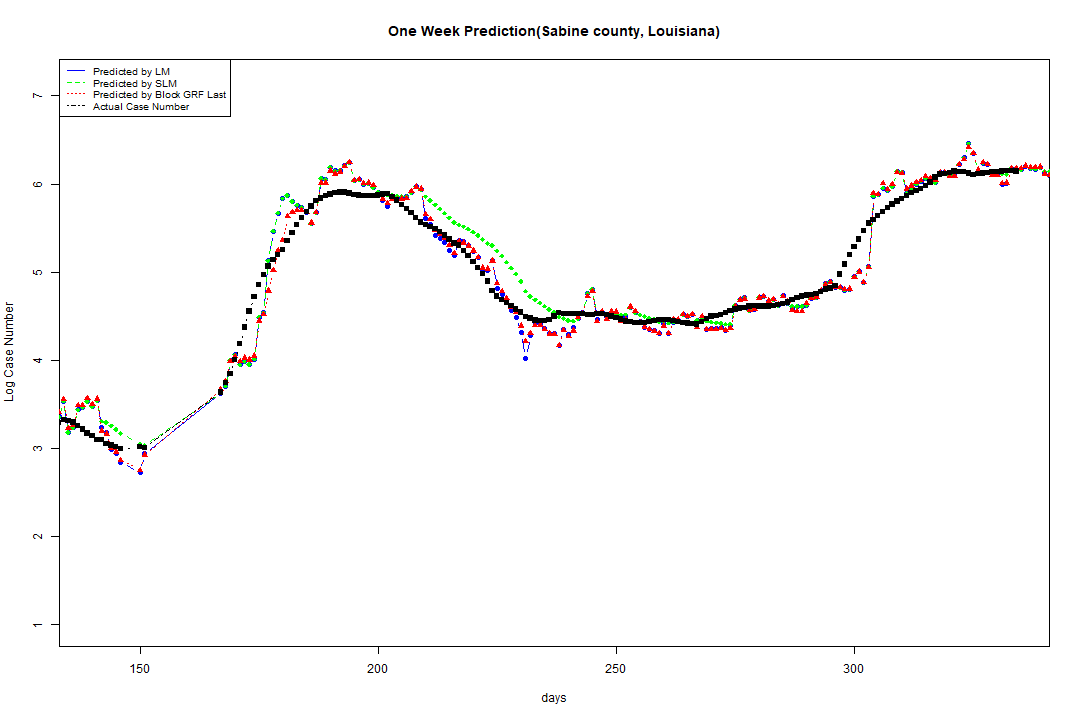 One Week Prediction(Sabine county, Louisiana)
Predicted by LM
Predicted by SLM
Predicted by Block GRF Last
Actual Case Number
7
6
5
4
3
2
1
Log Case Number
150
200
250
300
days